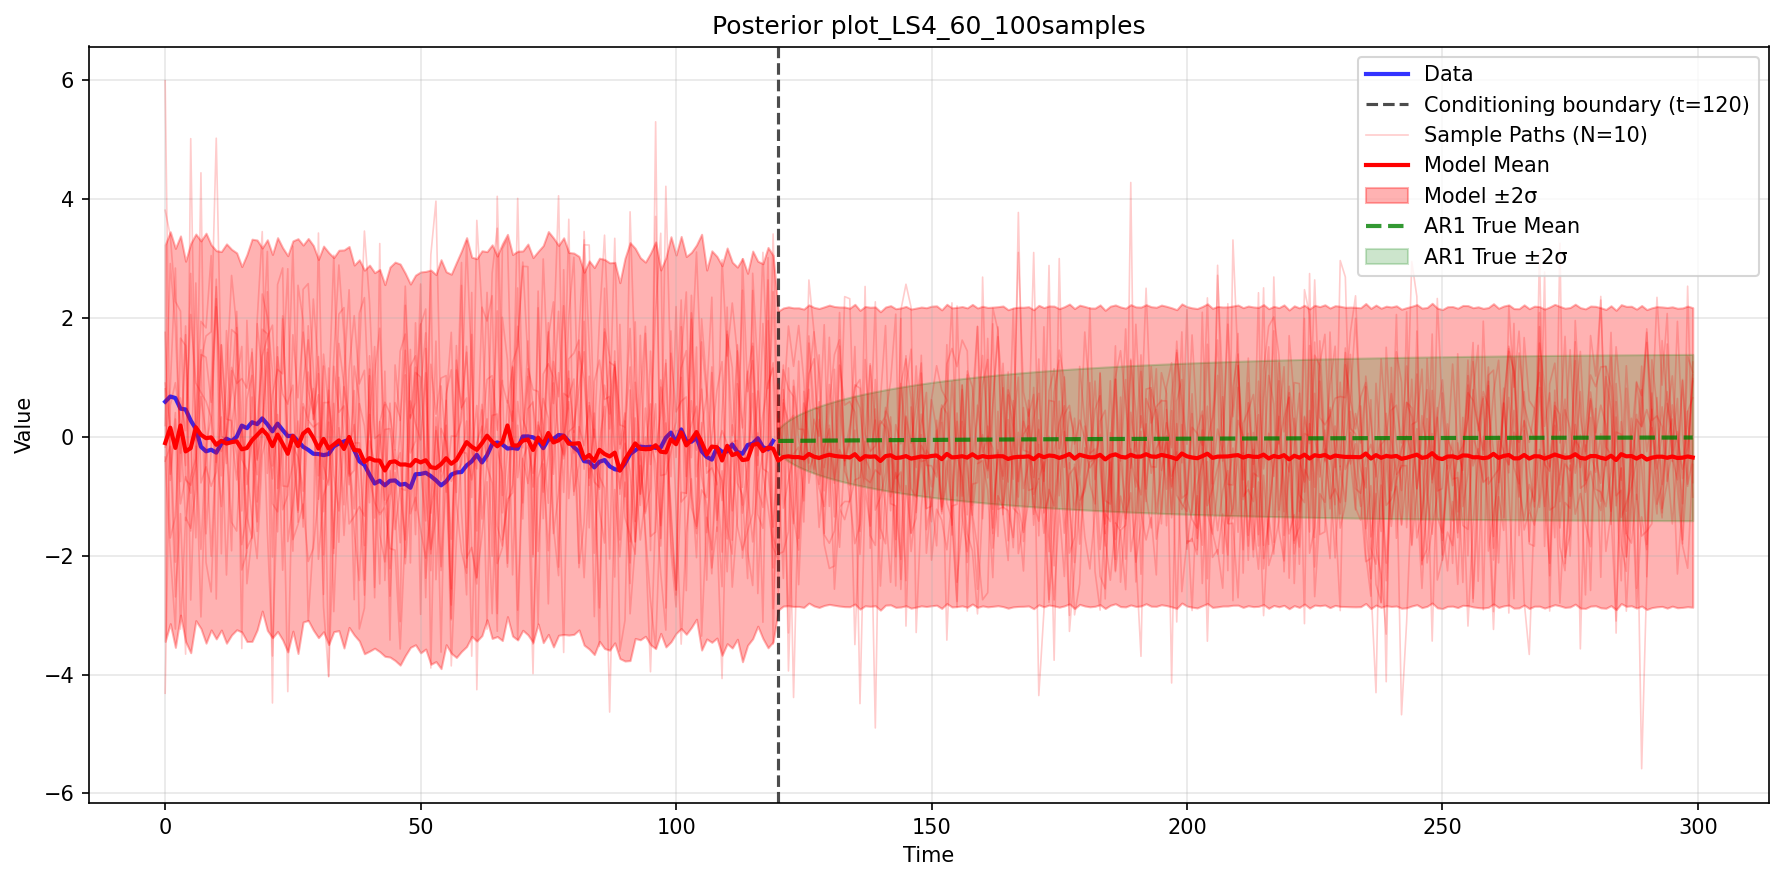 Posterior plot_LS4_60_100samples
Data
Conditioning boundary (t=120)
Sample Paths (N=10)
Model Mean
Model ±2σ
AR1 True Mean
AR1 True ±2σ
Value
6
4
2
0
−2
−4
−6
0 50 100 150 200 250 300
Time